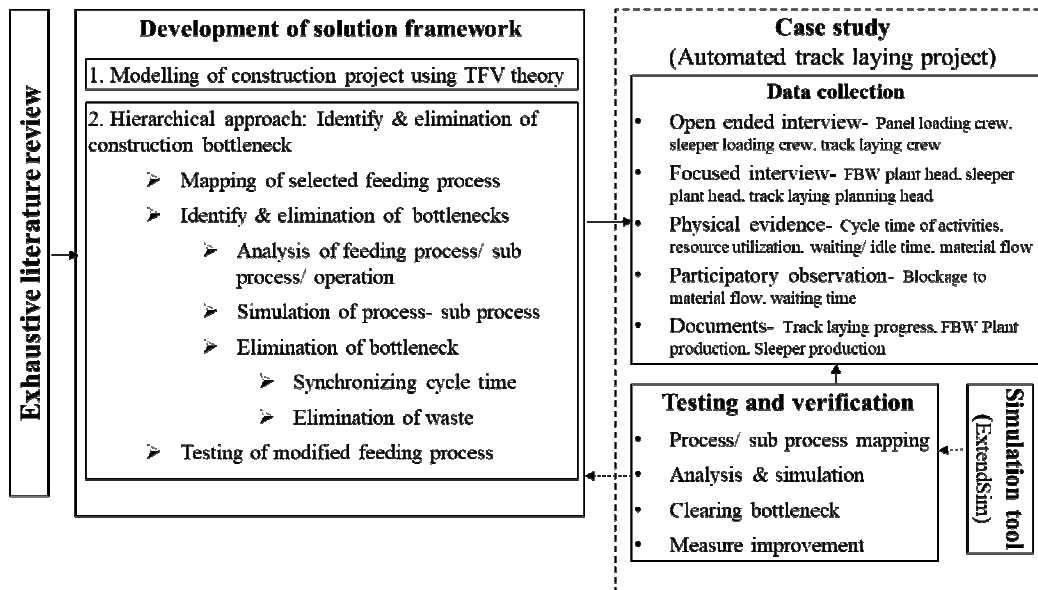 Exhaustive literature review
Development of solution framework
1. Modelling of construction project using TFV theory
2. Hierarchical approach: Identify & elimination of
construction bottleneck
➢ Mapping of selected feeding process
➢ Identify & elimination of bottlenecks
➢ Analysis of feeding process/ sub
process/ operation
➢ Simulation of process- sub process
➢ Elimination of bottleneck
➢ Synchronizing cycle time
➢ Elimination of waste
➢ Testing of modified feeding process
Case study
(Automated track laying project)
Data collection
• Open ended interview- Panel loading crew,
sleeper loading crew, track laying crew
• Focused interview- FBW plant head, sleeper
plant head, track laying planning head
• Physical evidence- Cycle time of activities,
resource utilization, waiting/ idle time, material flow
• Participatory observation- Blockage to
material flow, waiting time
• Documents- Track laying progress, FBW Plant
production, Sleeper production
Testing and verification
• Process/ sub process mapping
• Analysis & simulation
• Clearing bottleneck
• Measure improvement
Simulation tool
(ExtendSim)